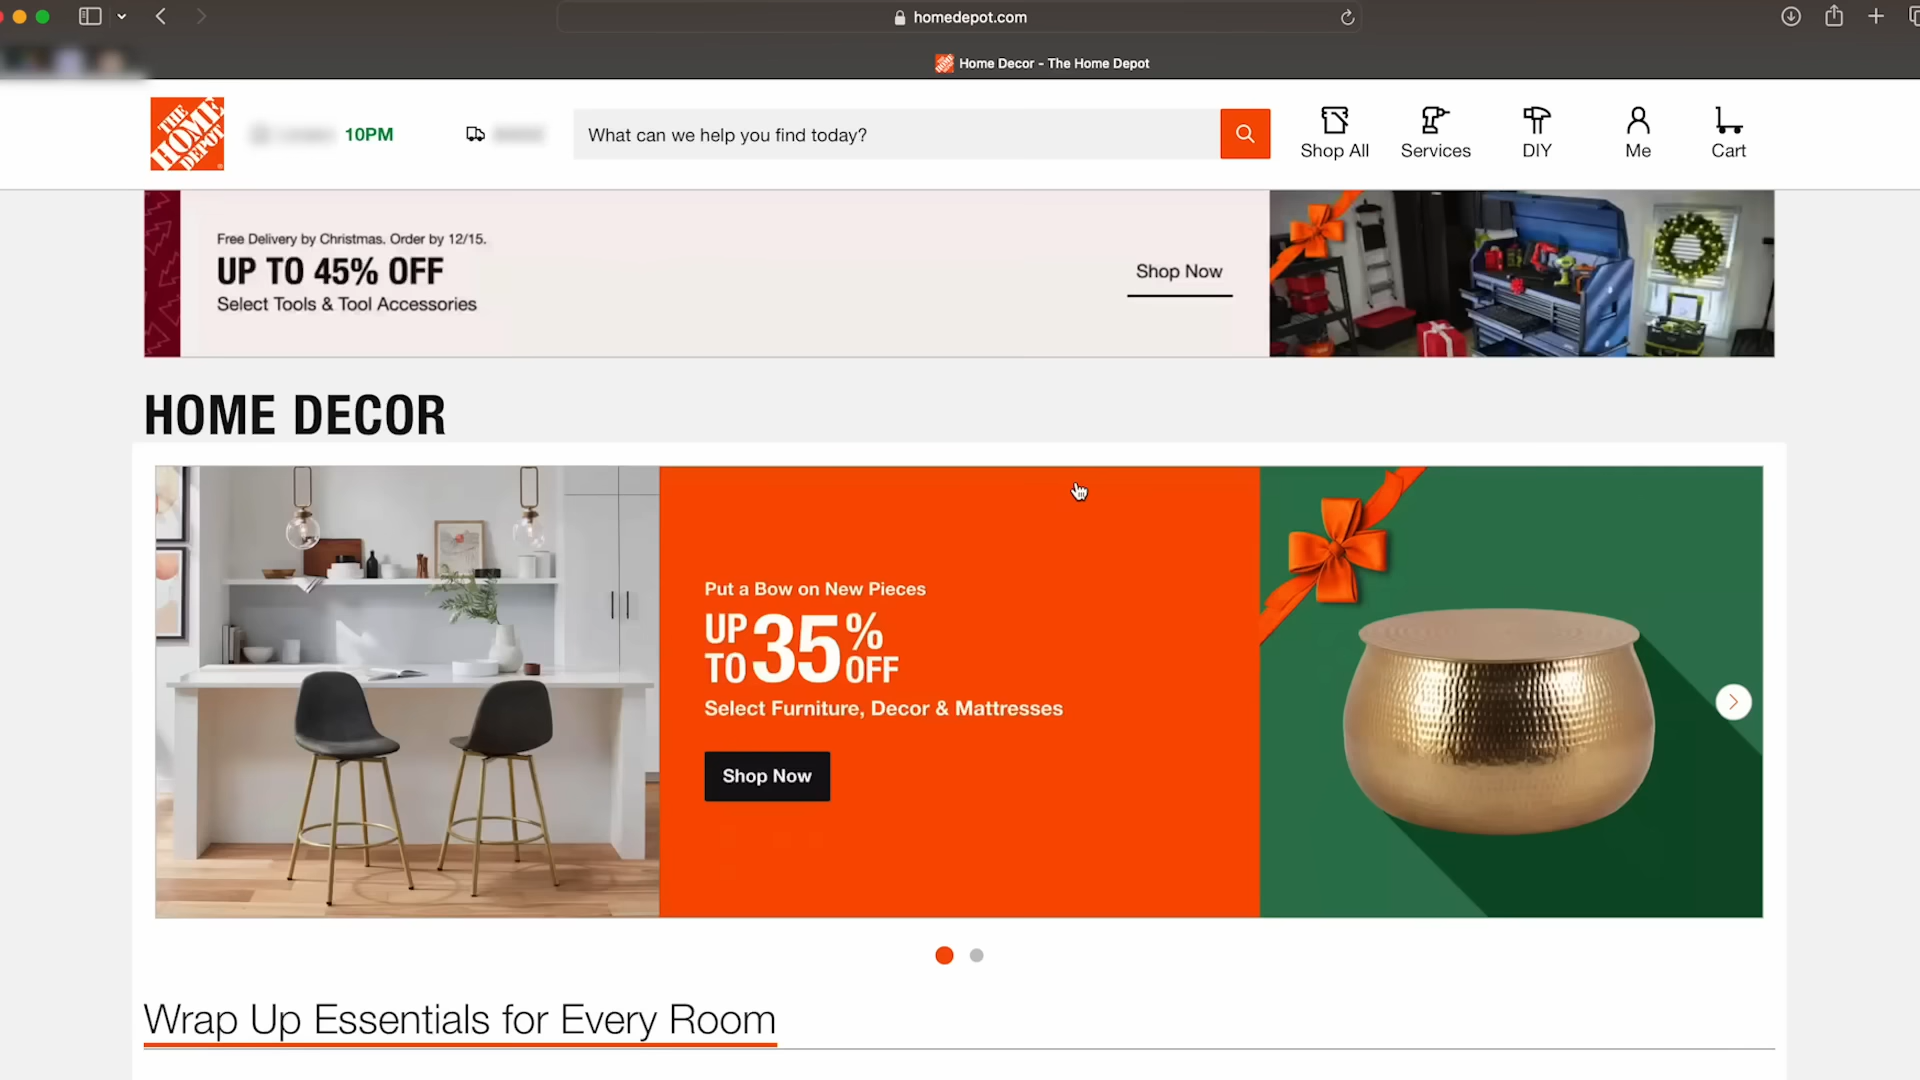 homedepot.com
Home Decor - The Home Depot
THE HOME DEPOT
10PM
What can we help you find today?
Shop All
Services
DIY
Me
Cart
Free Delivery by Christmas. Order by 12/15.
UP TO 45% OFF
Select Tools & Tool Accessories
Shop Now
HOME DECOR
Put a Bow on New Pieces
UP TO 35% OFF
Select Furniture, Decor & Mattresses
Shop Now
Wrap Up Essentials for Every Room